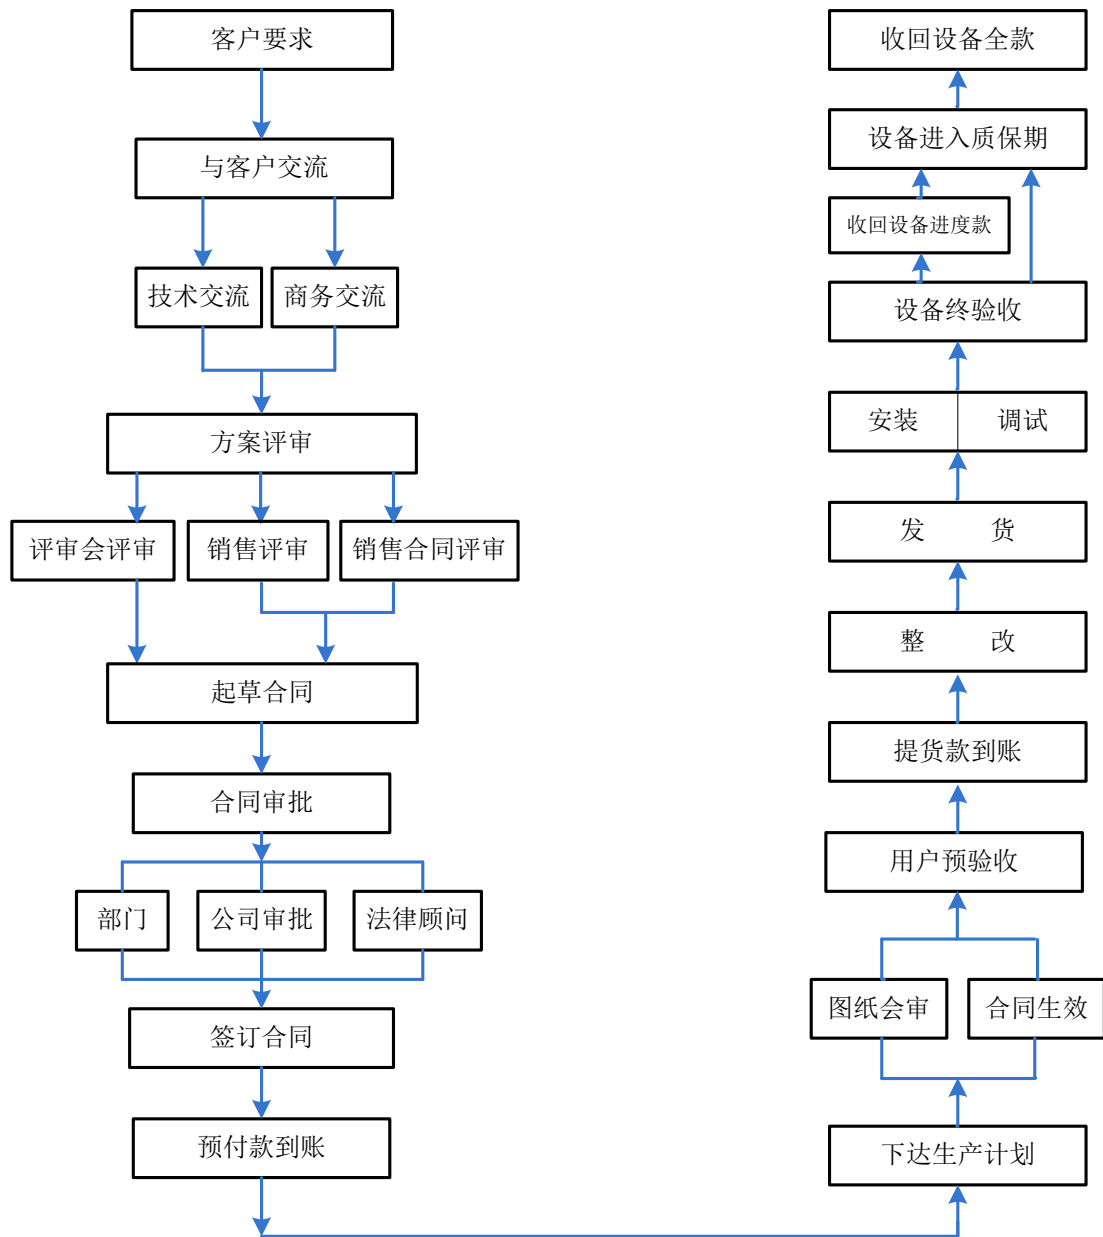 客户要求
与客户交流
技术交流
商务交流
方案评审
评审会评审
销售评审
销售合同评审
起草合同
合同审批
部门
公司审批
法律顾问
签订合同
预付款到账
收回设备全款
设备进入质保期
收回设备进度款
设备终验收
安装
调试
发 货
整 改
提货款到账
用户预验收
图纸会审
合同生效
下达生产计划